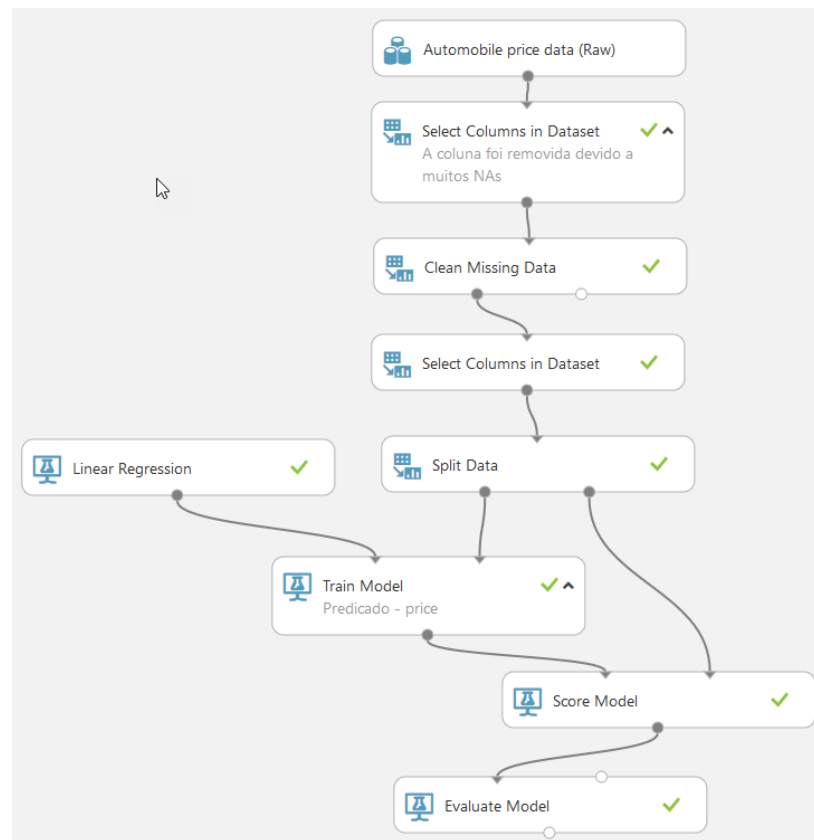 Automobile price data (Raw)
Select Columns in Dataset
A coluna foi removida devido a
muitos NAs
Clean Missing Data
Select Columns in Dataset
Linear Regression
Split Data
Train Model
Predicado - price
Score Model
Evaluate Model